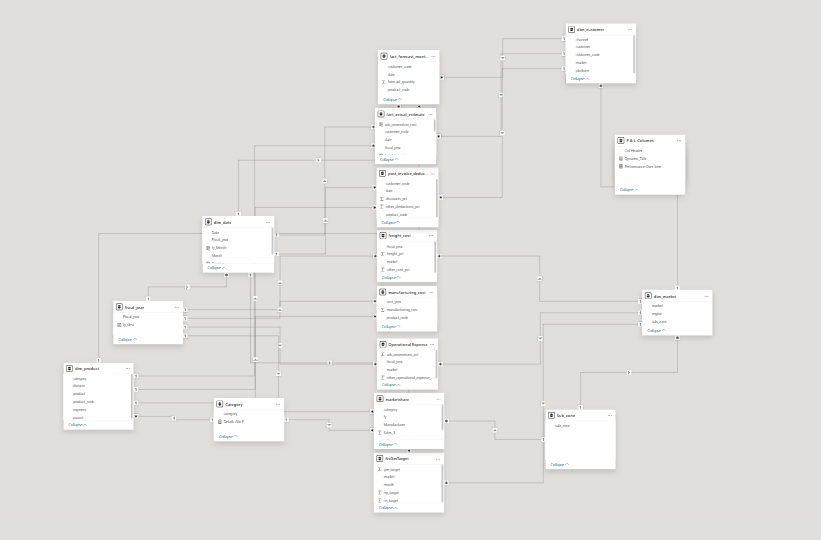 dim_customer
channel
customer
customer_code
market
platform
Collapse
fact_forecast_mont...
customer_code
date
forecast_quantity
product_code
Collapse
fact_actual_estimate
ads_promotions_cost
customer_code
date
fiscal_year
Collapse
post_invoice_deduc...
customer_code
date
discounts_pct
other_deductions_pct
product_code
Collapse
P & L Columns
Col Header
Dynamic_Title
Performance Over time
Collapse
dim_date
Date
Fiscal_year
fy_Month
Month
Collapse
freight_cost
fiscal_year
freight_pct
market
other_cost_pct
Collapse
manufacturing_cost
cost_year
manufacturing_cost
product_code
Collapse
dim_market
market
region
sub_zone
Collapse
fiscal_year
Fiscal_year
fy_desc
Collapse
Operational Expense
ads_promotions_pct
fiscal_year
market
other_operational_expense_
Collapse
dim_product
category
division
product
product_code
segment
variant
Collapse
Category
category
Collapse
marketshare
category
fy
Manufacturer
Sales_$
Collapse
Sub_zone
sub_zone
Collapse
NsGmTarget
gm_target
market
month
np_target
ns_target
Collapse